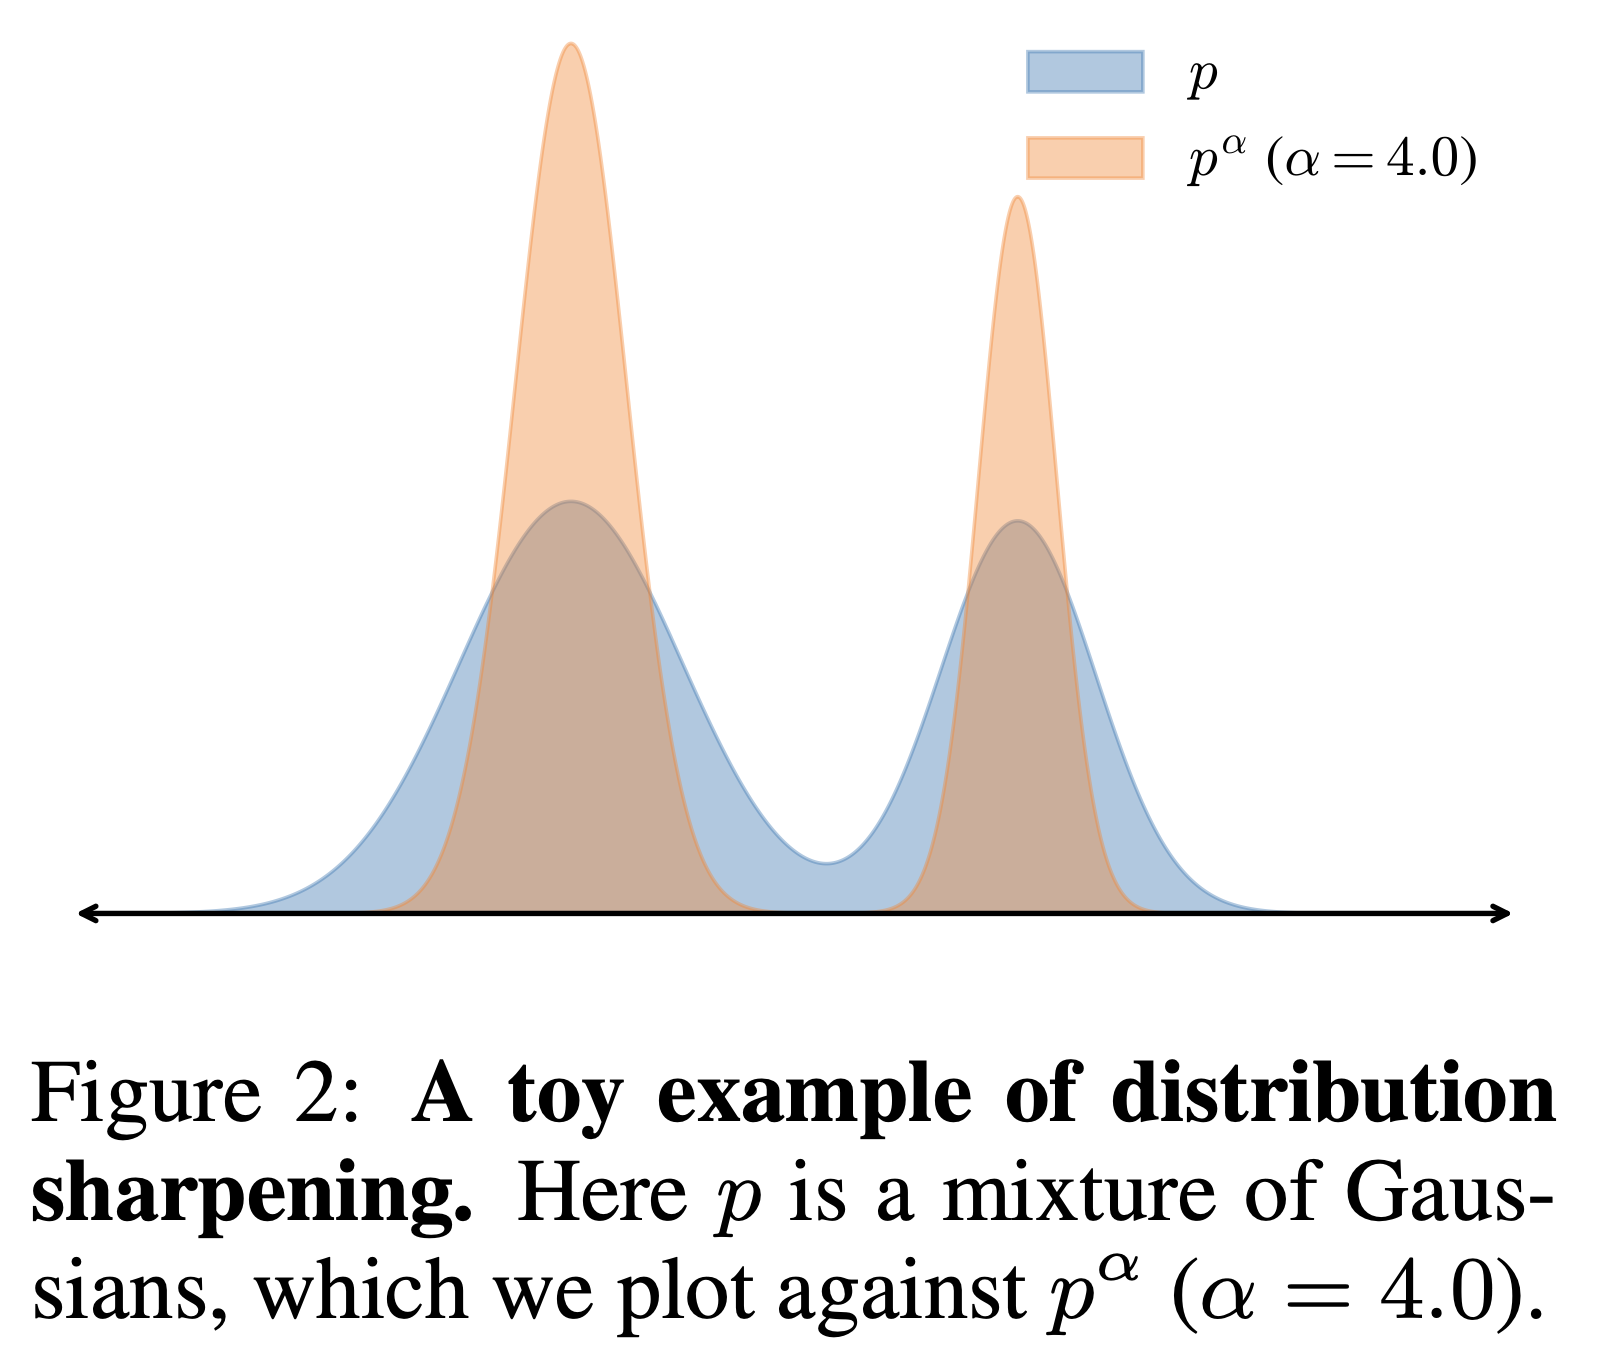 p
p^α (α = 4.0)
Figure 2: A toy example of distribution
sharpening. Here p is a mixture of Gaus-
sians, which we plot against p^α (α = 4.0).